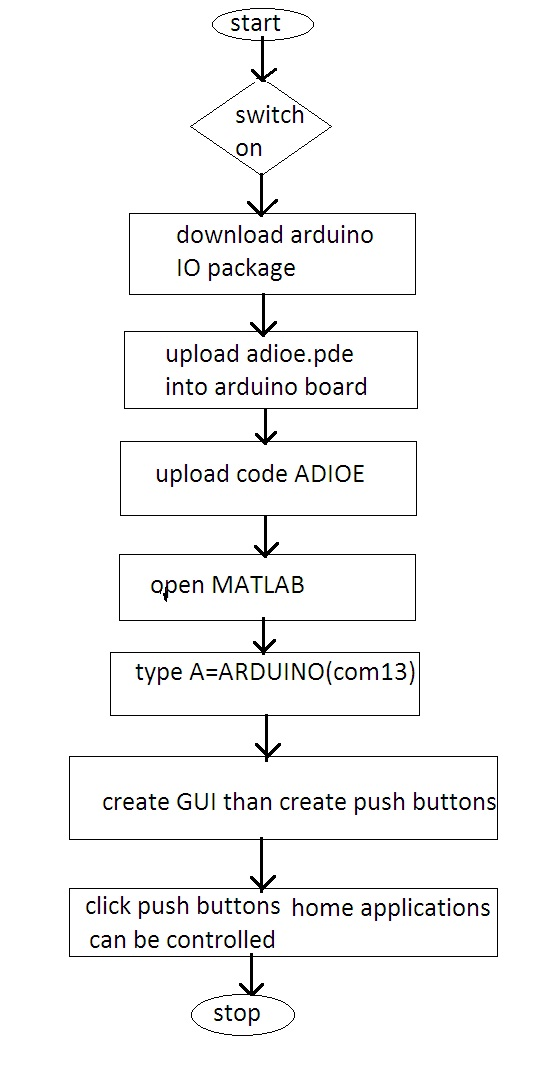 start
switch
on
download arduino
IO package
upload adioe.pde
into arduino board
upload code ADIOE
open MATLAB
type A=ARDUINO(com13)
create GUI than create push buttons
click push buttons home applications
can be controlled
stop